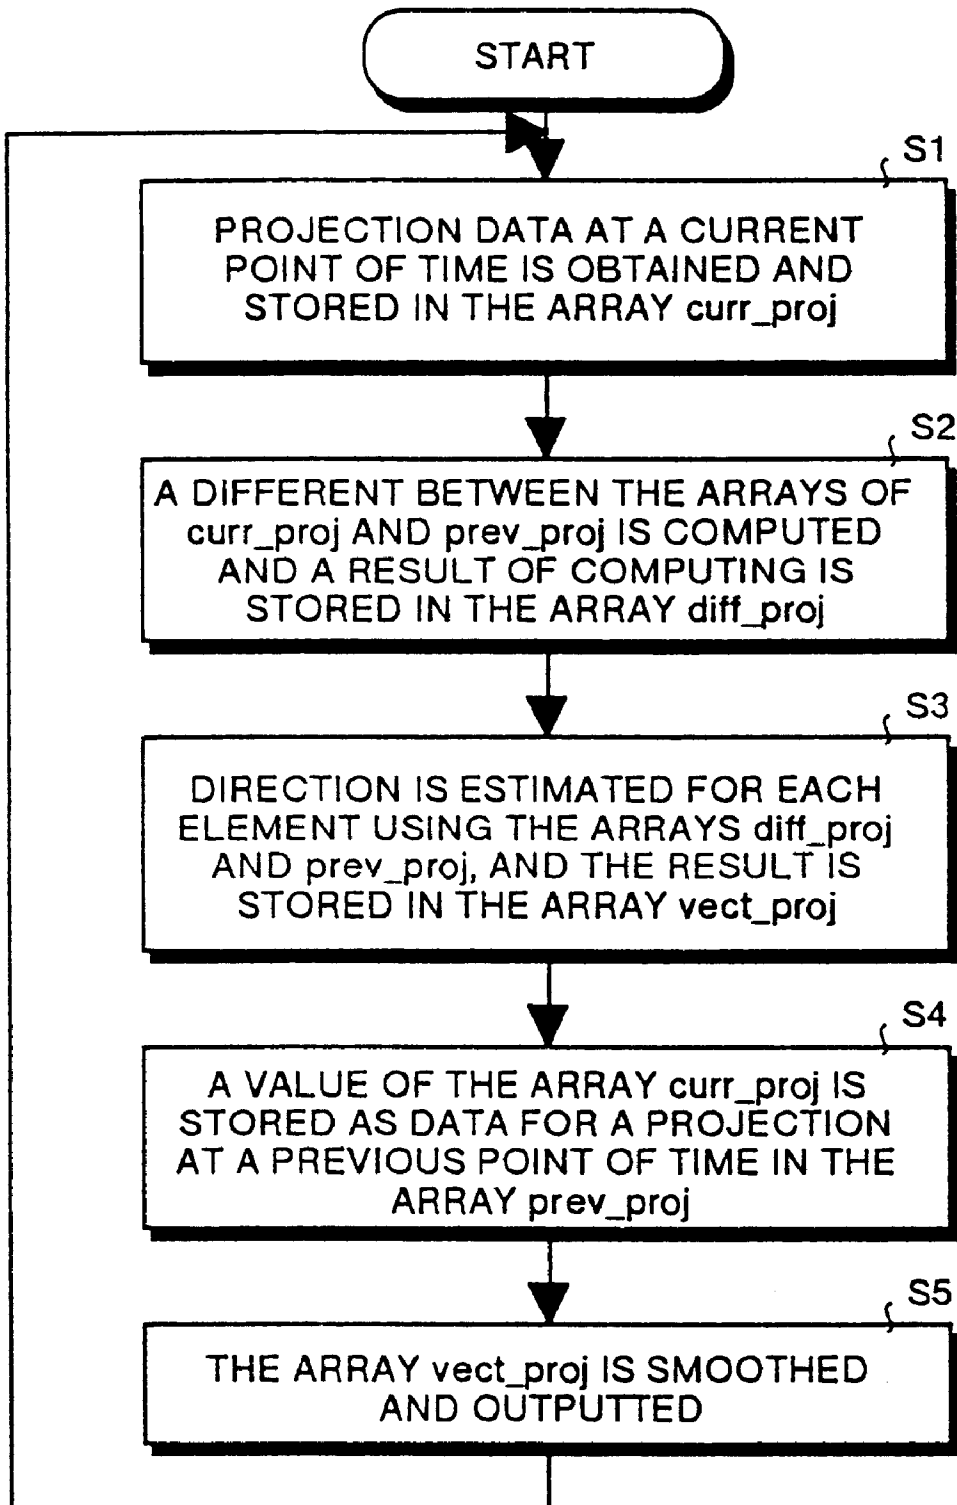 START
S1
PROJECTION DATA AT A CURRENT
POINT OF TIME IS OBTAINED AND
STORED IN THE ARRAY curr_proj
S2
A DIFFERENT BETWEEN THE ARRAYS OF
curr_proj AND prev_proj IS COMPUTED
AND A RESULT OF COMPUTING IS
STORED IN THE ARRAY diff_proj
S3
DIRECTION IS ESTIMATED FOR EACH
ELEMENT USING THE ARRAYS diff_proj
AND prev_proj, AND THE RESULT IS
STORED IN THE ARRAY vect_proj
S4
A VALUE OF THE ARRAY curr_proj IS
STORED AS DATA FOR A PROJECTION
AT A PREVIOUS POINT OF TIME IN THE
ARRAY prev_proj
S5
THE ARRAY vect_proj IS SMOOTHED
AND OUTPUTTED